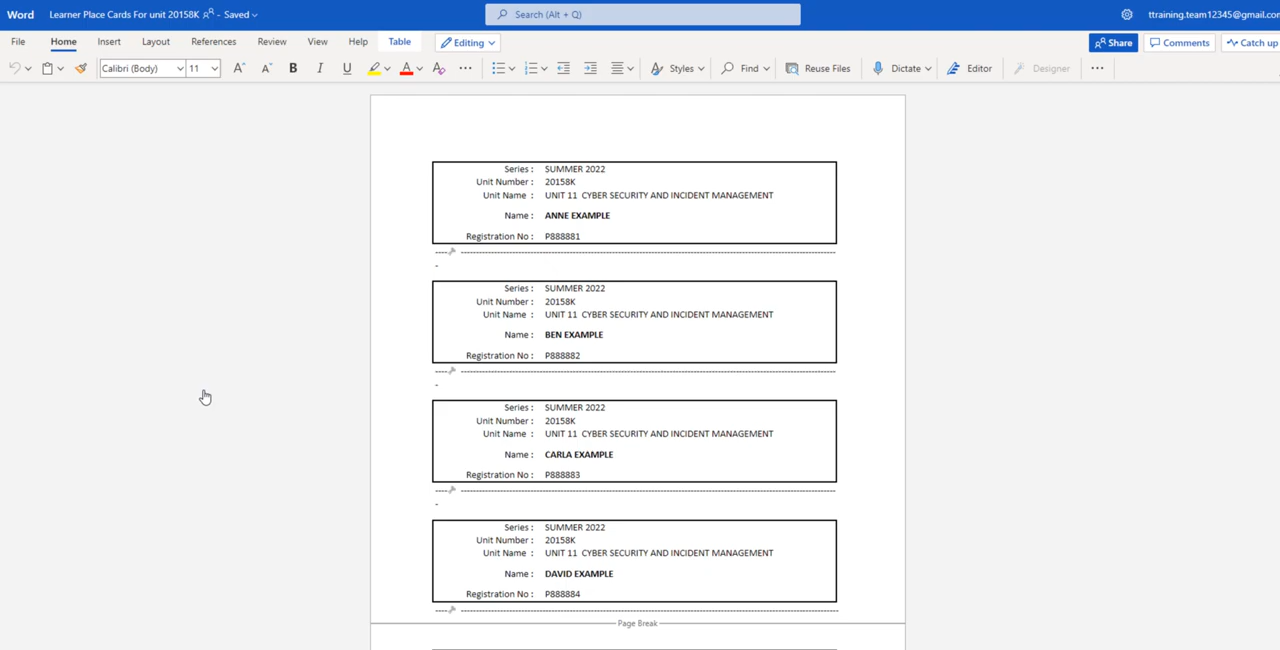 Word Learner Place Cards For unit 20158K - Saved Search (Alt + Q) ttraining.team12345@gmail.com
File Home Insert Layout References Review View Help Table Editing Share Comments Catch up
Calibri (Body) 11 A A B I U A A Styles Find Reuse Files Dictate Editor Designer
Series : SUMMER 2022
Unit Number : 20158K
Unit Name : UNIT 11 CYBER SECURITY AND INCIDENT MANAGEMENT
Name : ANNE EXAMPLE
Registration No : P888881
Series : SUMMER 2022
Unit Number : 20158K
Unit Name : UNIT 11 CYBER SECURITY AND INCIDENT MANAGEMENT
Name : BEN EXAMPLE
Registration No : P888882
Series : SUMMER 2022
Unit Number : 20158K
Unit Name : UNIT 11 CYBER SECURITY AND INCIDENT MANAGEMENT
Name : CARLA EXAMPLE
Registration No : P888883
Series : SUMMER 2022
Unit Number : 20158K
Unit Name : UNIT 11 CYBER SECURITY AND INCIDENT MANAGEMENT
Name : DAVID EXAMPLE
Registration No : P888884
Page Break